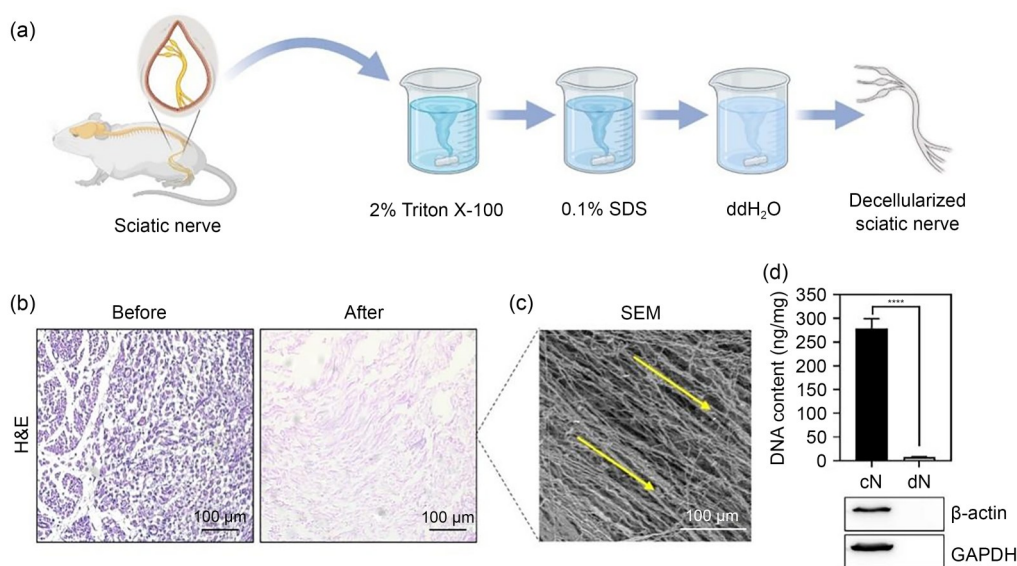 (a)
Sciatic nerve
2% Triton X-100
0.1% SDS
ddH₂O
Decellularized
sciatic nerve
(b)
Before
After
H&E
100 μm
100 μm
(c)
SEM
100 μm
(d)
DNA content (ng/mg)
350
300
250
200
150
100
50
0
****
cN
dN
β-actin
GAPDH